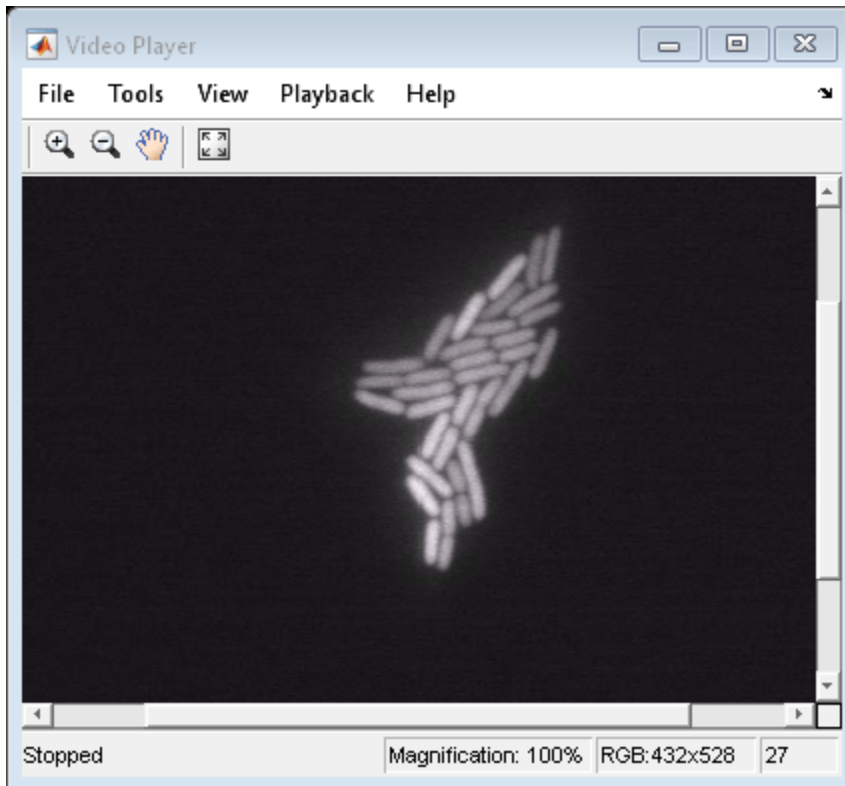 Video Player
File Tools View Playback Help
Stopped Magnification: 100% RGB:432x528 27